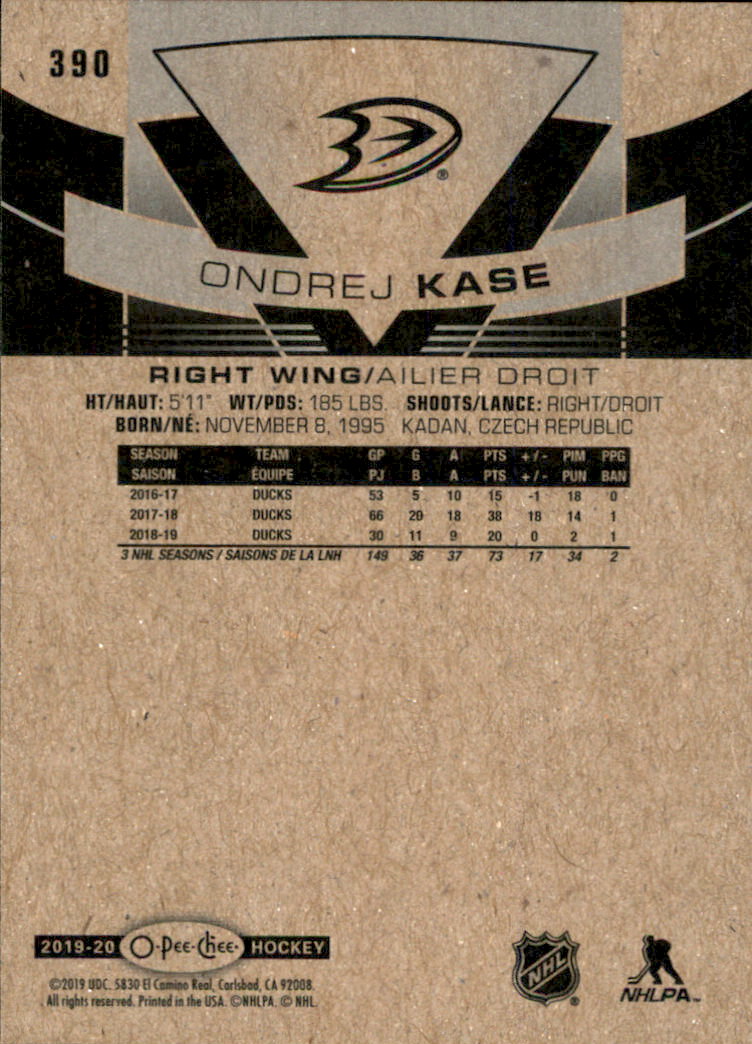 390
®
ONDREJ KASE
RIGHT WING/AILIER DROIT
HT/HAUT: 5'11" WT/PDS: 185 LBS. SHOOTS/LANCE: RIGHT/DROIT
BORN/NÉ: NOVEMBER 8, 1995 KADAN, CZECH REPUBLIC
SEASON TEAM GP G A PTS +/- PIM PPG
SAISON ÉQUIPE PJ B A PTS +/- PUN BAN
2016-17 DUCKS 53 5 10 15 -1 18 0
2017-18 DUCKS 66 20 18 38 18 14 1
2018-19 DUCKS 30 11 9 20 0 2 1
3 NHL SEASONS / SAISONS DE LA LNH 149 36 37 73 17 34 2
2019-20 O-Pee-Chee HOCKEY
©2019 UDC. 5830 El Camino Real, Carlsbad, CA 92008.
All rights reserved. Printed in the USA. ©NHLPA. © NHL.
NHL ®
NHLPA™